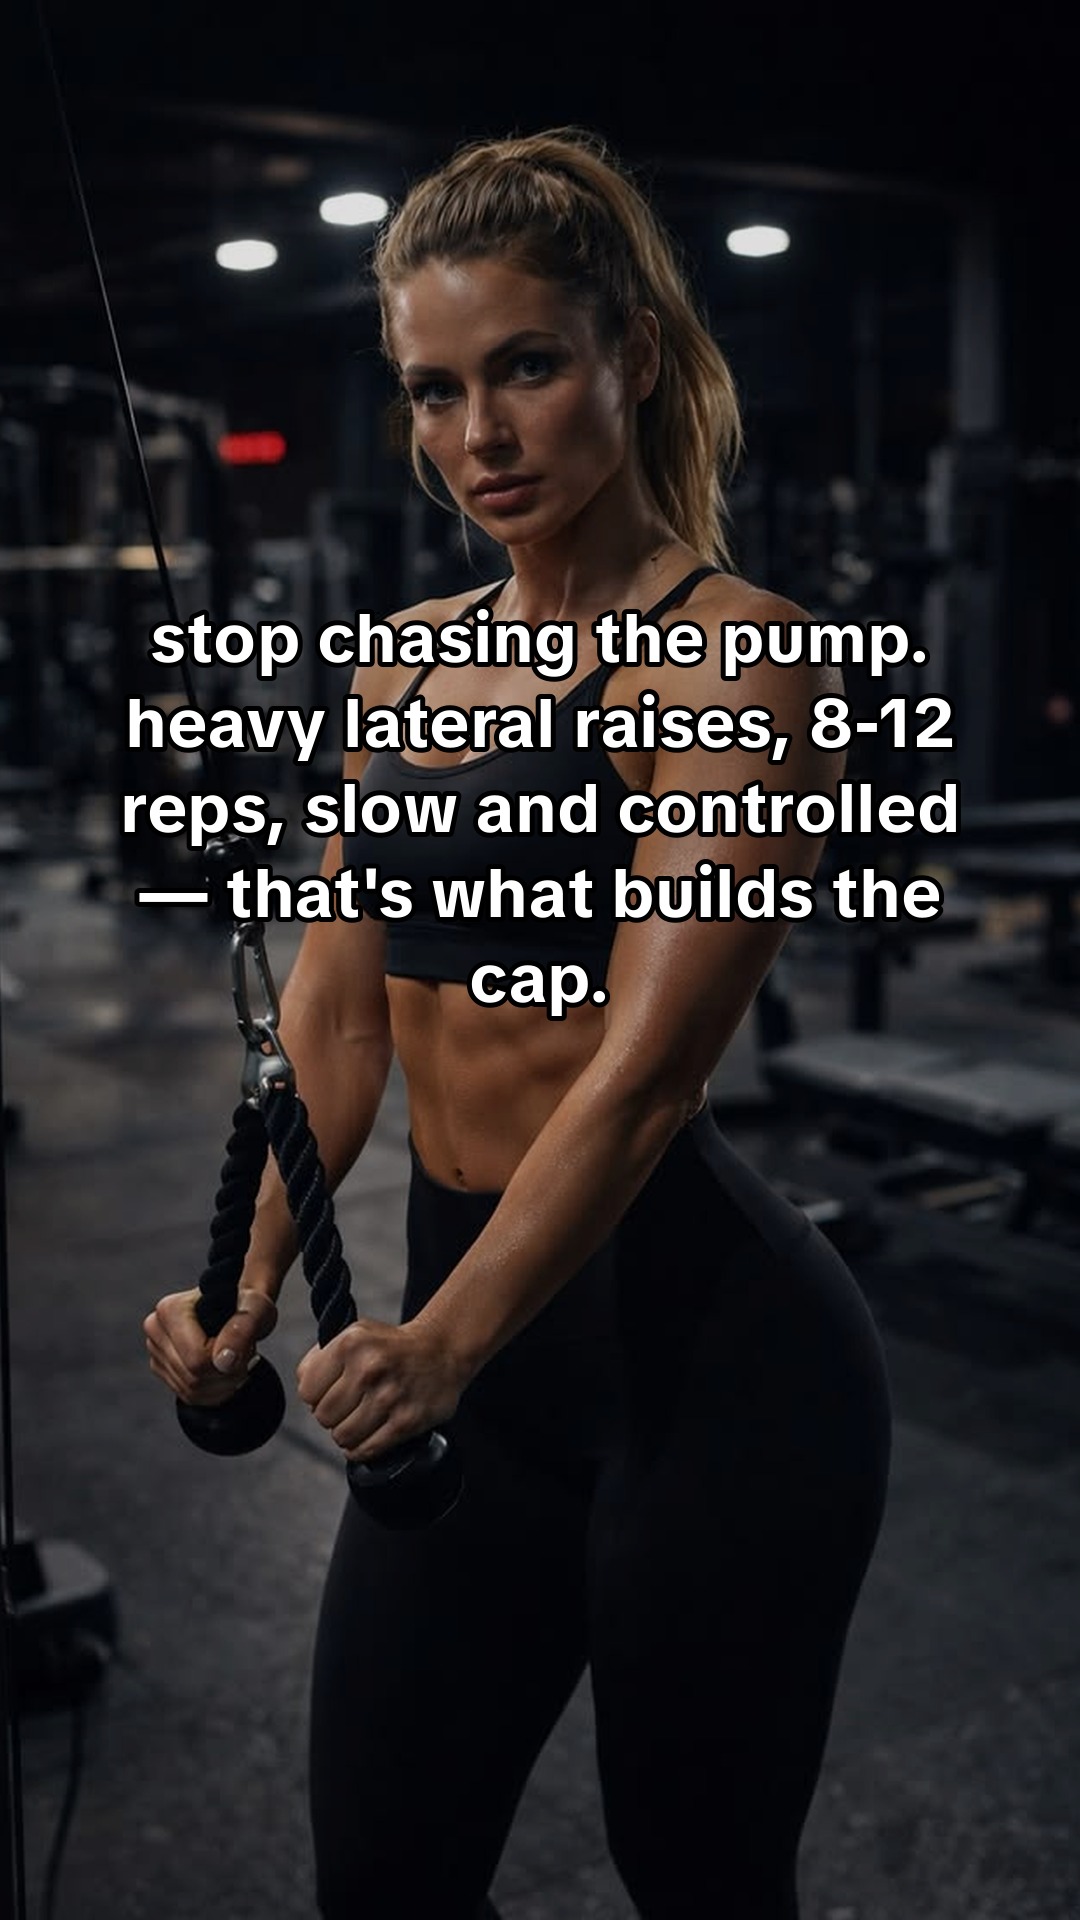 stop chasing the pump.
heavy lateral raises, 8-12
reps, slow and controlled
— that's what builds the
cap.